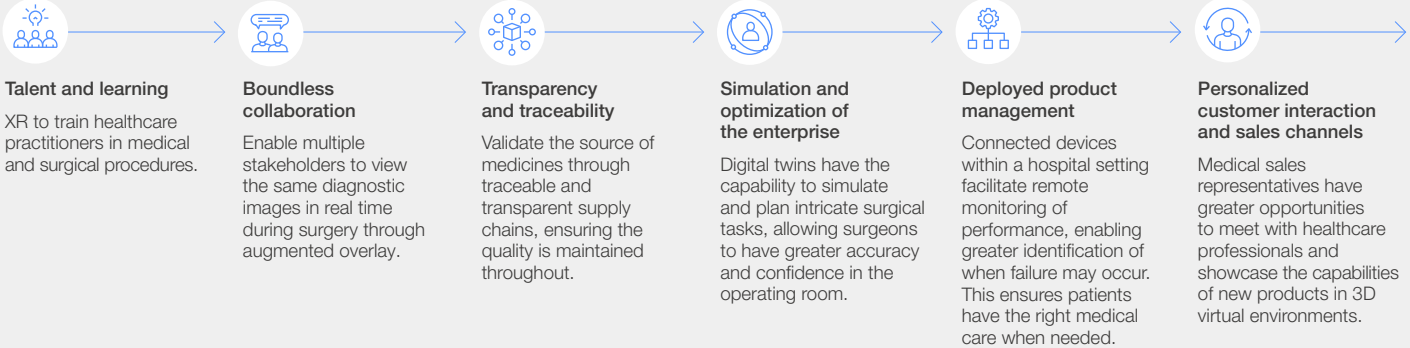 Talent and learning
XR to train healthcare
practitioners in medical
and surgical procedures.
Boundless
collaboration
Enable multiple
stakeholders to view
the same diagnostic
images in real time
during surgery through
augmented overlay.
Transparency
and traceability
Validate the source of
medicines through
traceable and
transparent supply
chains, ensuring the
quality is maintained
throughout.
Simulation and
optimization of
the enterprise
Digital twins have the
capability to simulate
and plan intricate surgical
tasks, allowing surgeons
to have greater accuracy
and confidence in the
operating room.
Deployed product
management
Connected devices
within a hospital setting
facilitate remote
monitoring of
performance, enabling
greater identification of
when failure may occur.
This ensures patients
have the right medical
care when needed.
Personalized
customer interaction
and sales channels
Medical sales
representatives have
greater opportunities
to meet with healthcare
professionals and
showcase the capabilities
of new products in 3D
virtual environments.